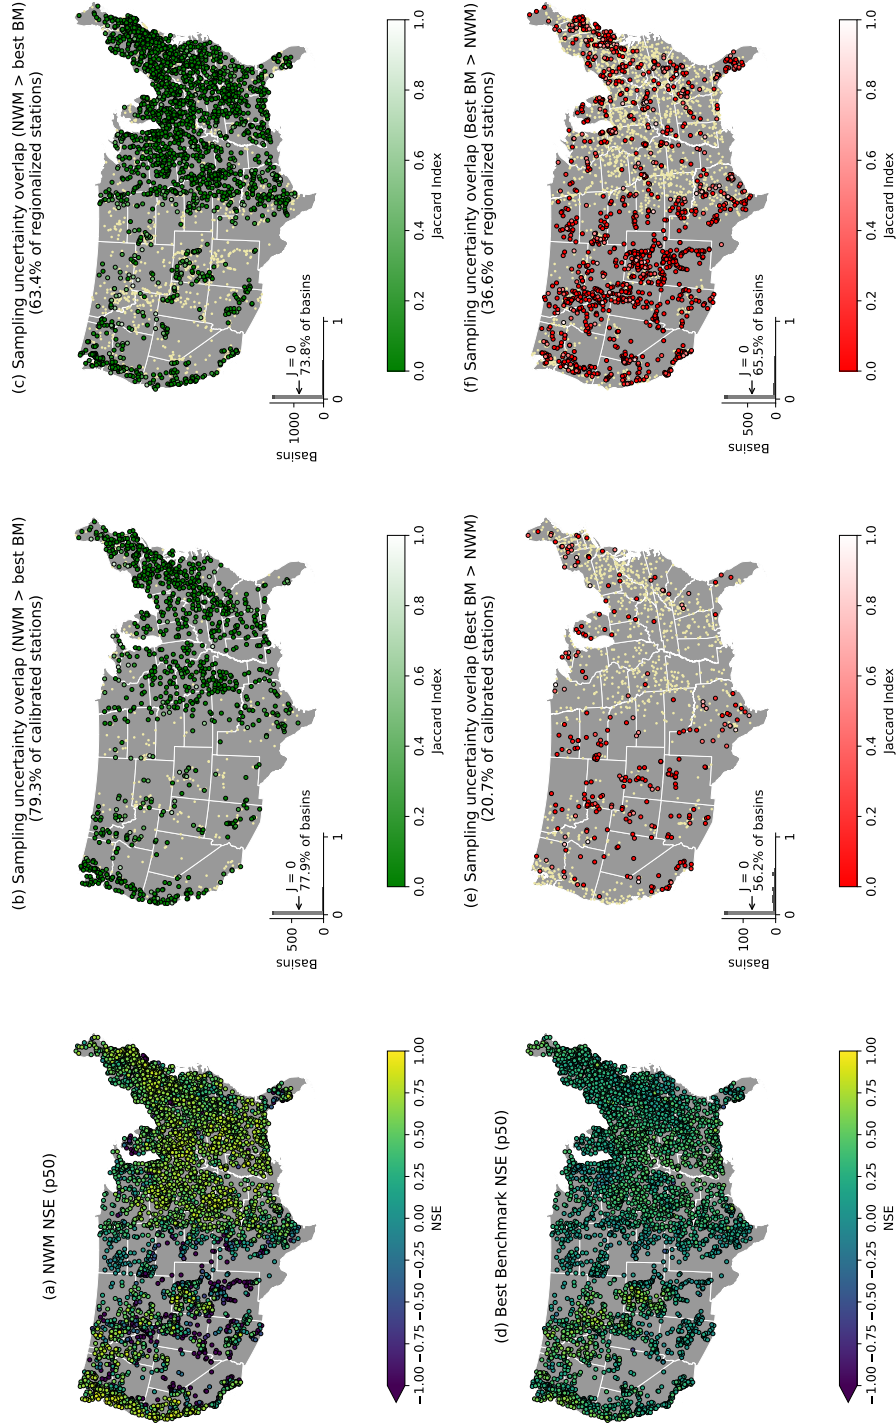 (a) NWM NSE (p50)
−1.00 −0.75 −0.50 −0.25 0.00 0.25 0.50 0.75 1.00
NSE
(b) Sampling uncertainty overlap (NWM > best BM)
(79.3% of calibrated stations)
Basins
500
0
J = 0
77.9% of basins
0 1
0.0 0.2 0.4 0.6 0.8 1.0
Jaccard Index
(c) Sampling uncertainty overlap (NWM > best BM)
(63.4% of regionalized stations)
Basins
1000
0
J = 0
73.8% of basins
0 1
0.0 0.2 0.4 0.6 0.8 1.0
Jaccard Index
(d) Best Benchmark NSE (p50)
−1.00 −0.75 −0.50 −0.25 0.00 0.25 0.50 0.75 1.00
NSE
(e) Sampling uncertainty overlap (Best BM > NWM)
(20.7% of calibrated stations)
Basins
100
0
J = 0
56.2% of basins
0 1
0.0 0.2 0.4 0.6 0.8 1.0
Jaccard Index
(f) Sampling uncertainty overlap (Best BM > NWM)
(36.6% of regionalized stations)
Basins
500
0
J = 0
65.5% of basins
0 1
0.0 0.2 0.4 0.6 0.8 1.0
Jaccard Index